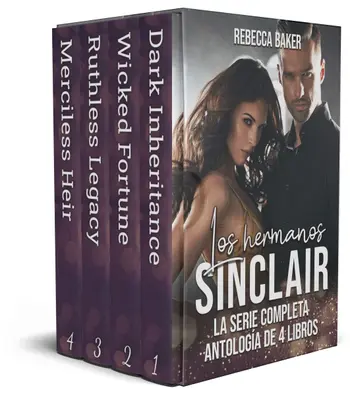 Merciless Heir
4
Ruthless Legacy
3
Wicked Fortune
2
Dark Inheritance
1
REBECCA BAKER
Los hermanos
SINCLAIR
LA SERIE COMPLETA
ANTOLOGÍA DE 4 LIBROS